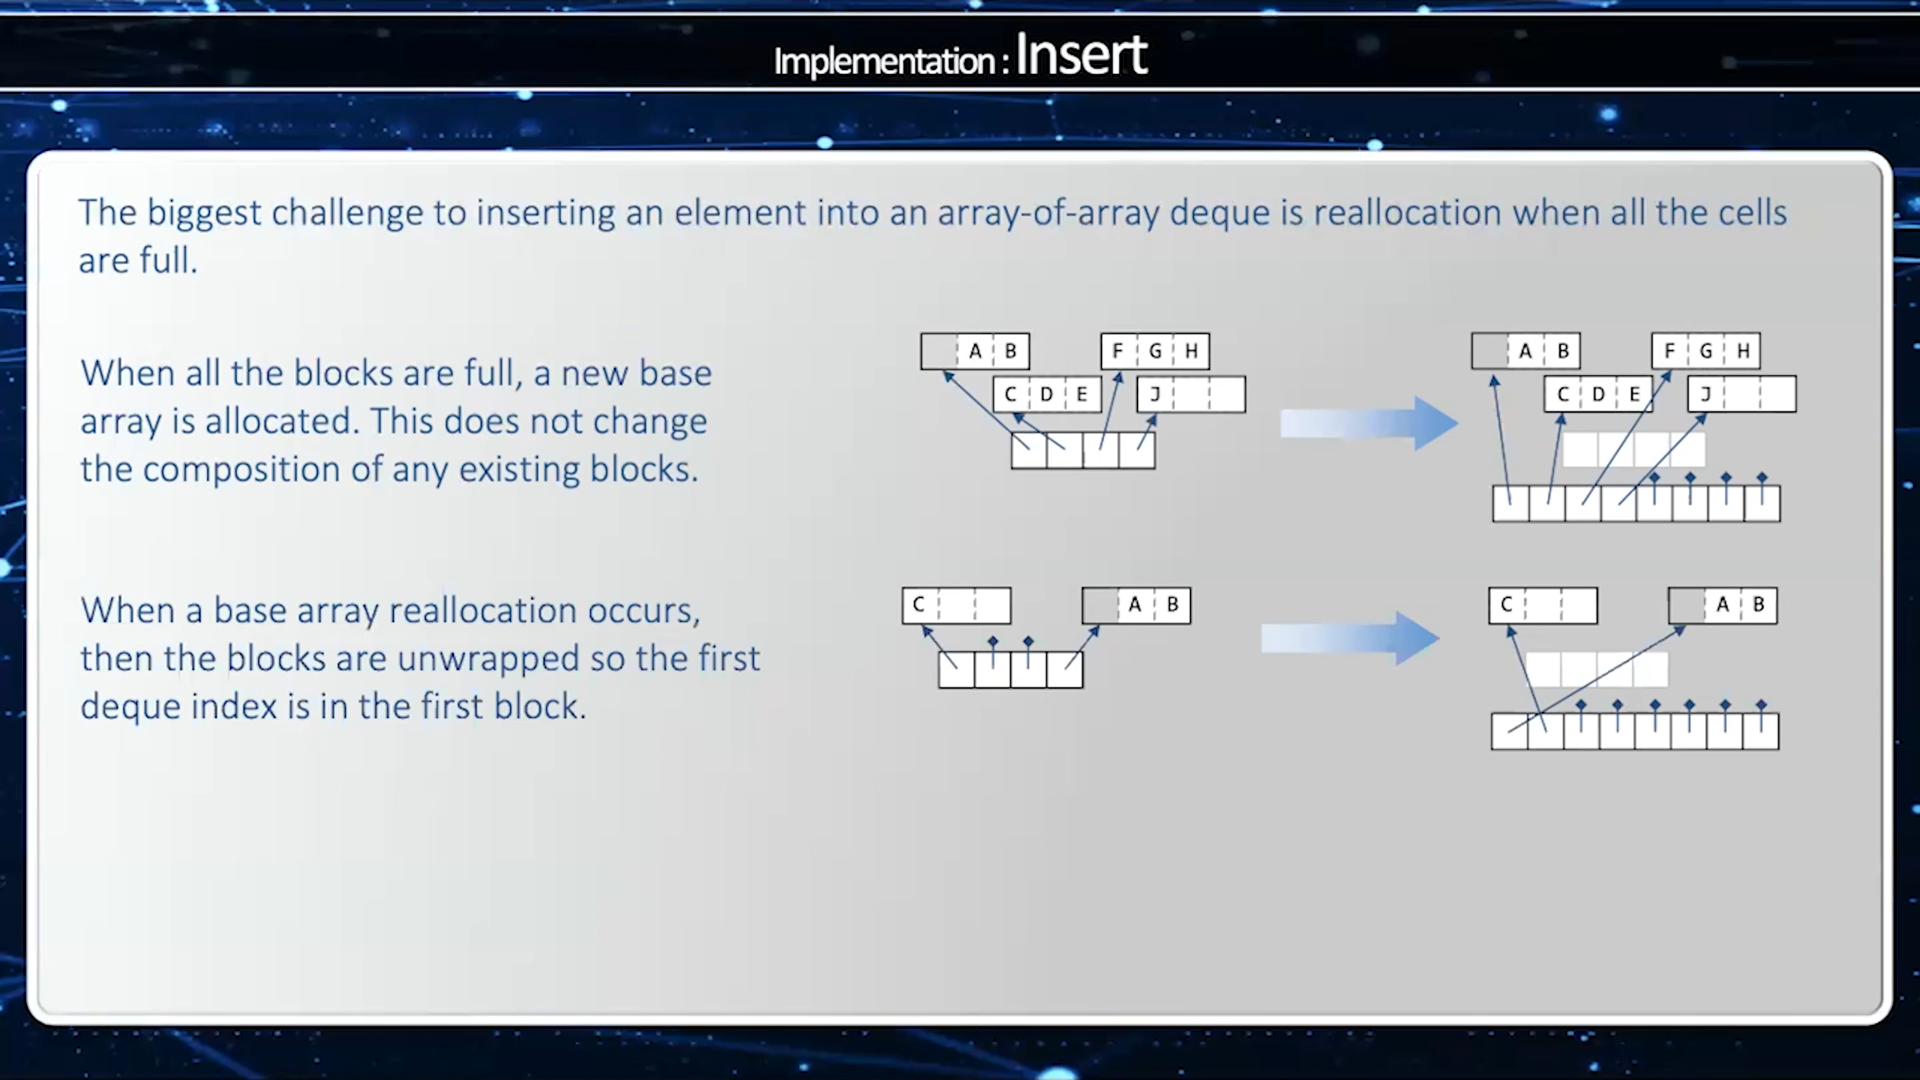 Implementation : Insert
The biggest challenge to inserting an element into an array-of-array deque is reallocation when all the cells
are full.
When all the blocks are full, a new base
array is allocated. This does not change
the composition of any existing blocks.
A B F G H
C D E J
A B F G H
C D E J
When a base array reallocation occurs,
then the blocks are unwrapped so the first
deque index is in the first block.
C A B
C A B